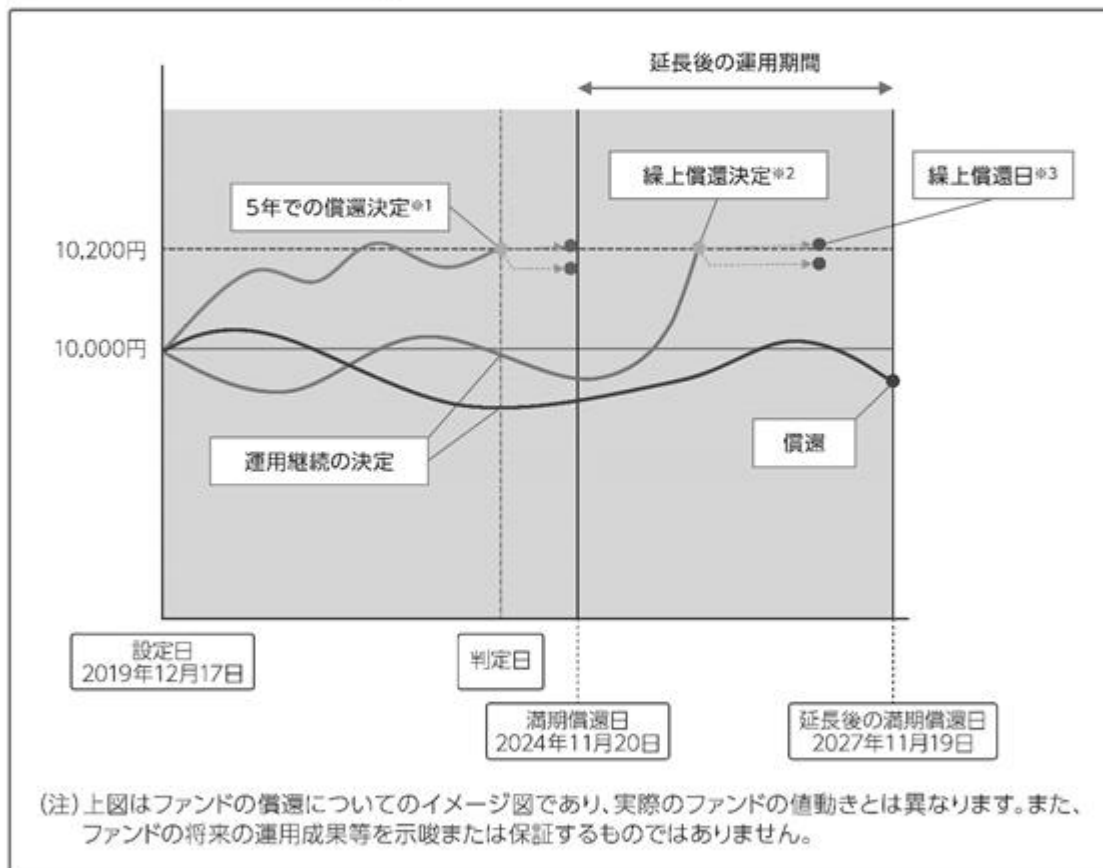 延長後の運用期間
繰上償還決定※2
繰上償還日※3
5年での償還決定※1
10,200円
10,000円
運用継続の決定
償還
設定日
2019年12月17日
判定日
満期償還日
2024年11月20日
延長後の満期償還日
2027年11月19日
(注)上図はファンドの償還についてのイメージ図であり、実際のファンドの値動きとは異なります。また、
ファンドの将来の運用成果等を示唆または保証するものではありません。